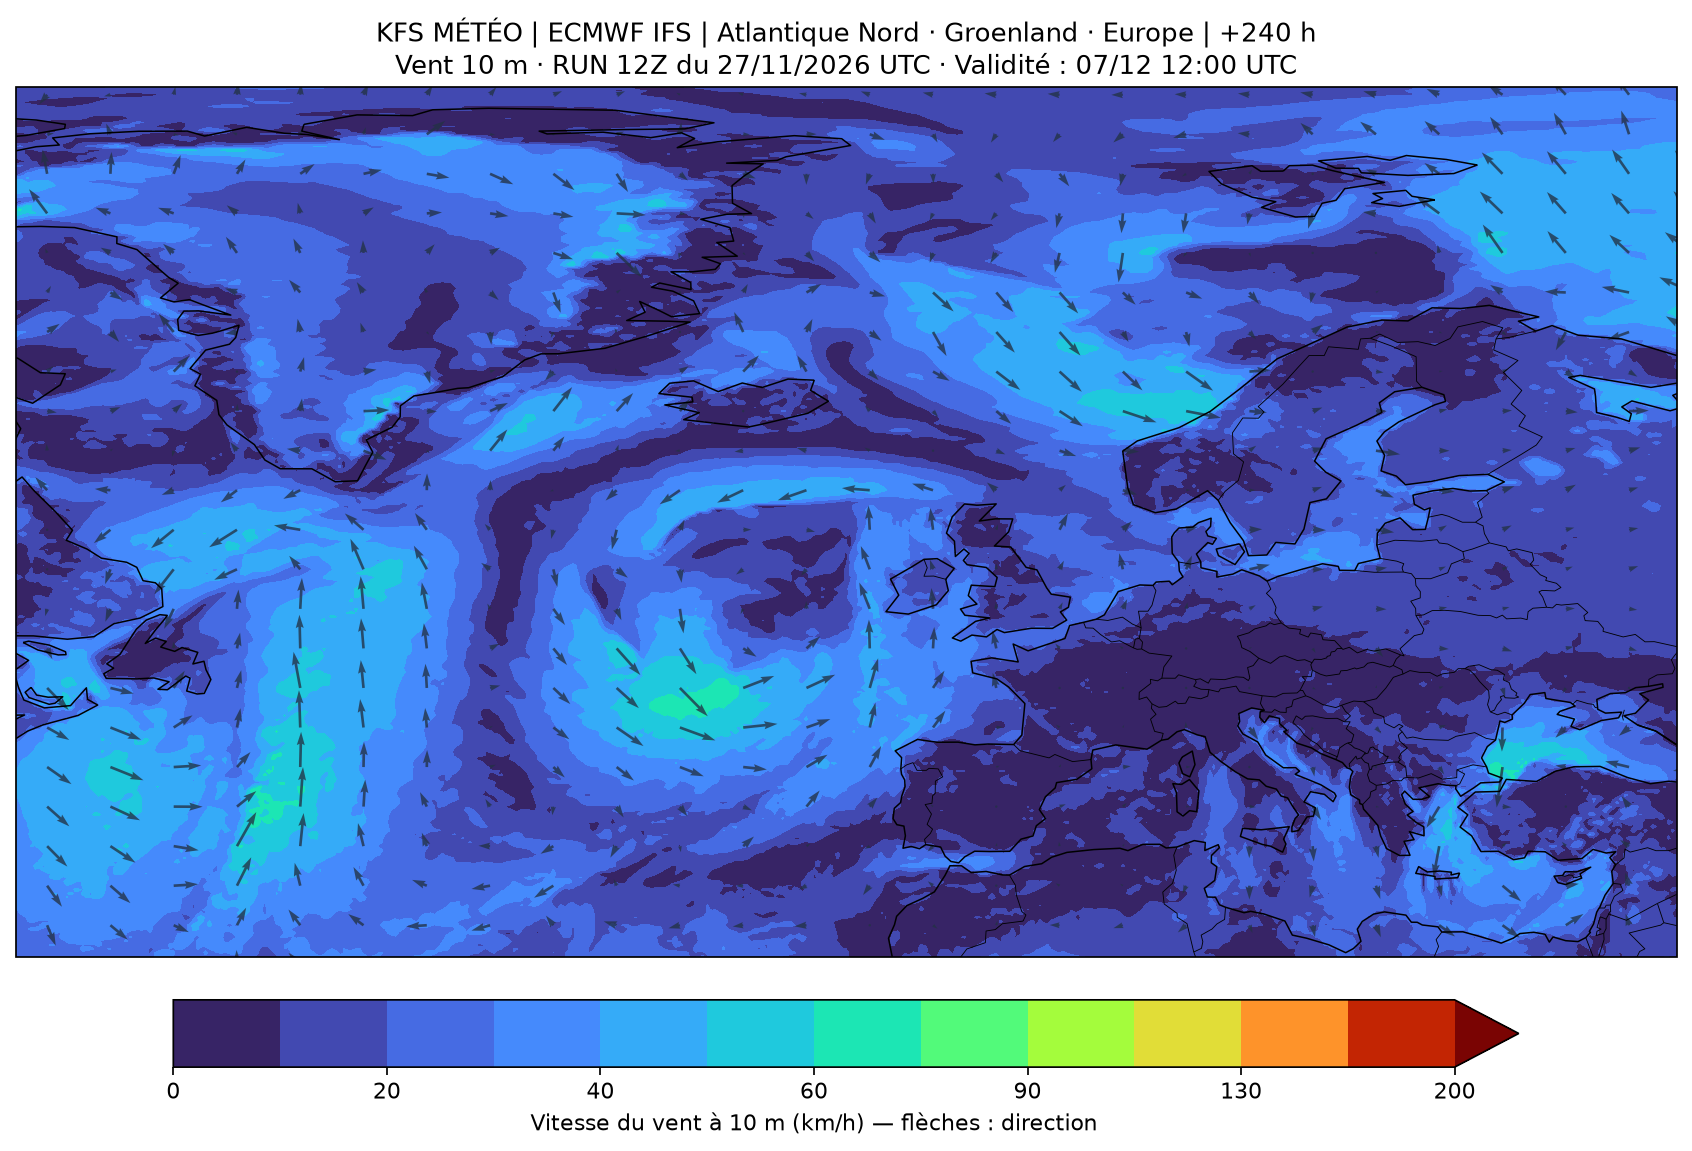 KFS MÉTÉO | ECMWF IFS | Atlantique Nord · Groenland · Europe | +240 h
Vent 10 m · RUN 12Z du 27/11/2026 UTC · Validité : 07/12 12:00 UTC
0 20 40 60 90 130 200
Vitesse du vent à 10 m (km/h) — flèches : direction